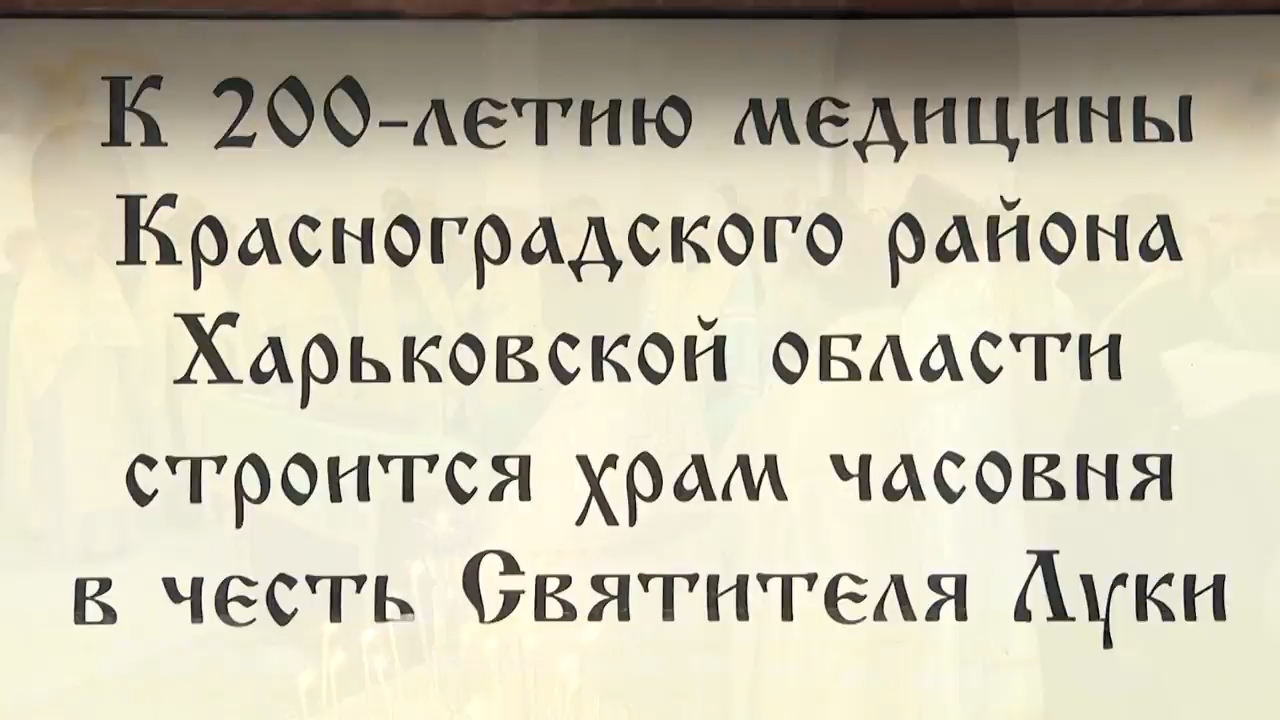 К 200-летию медицины
Красноградского района
Харьковской области
строится храм часовня
в честь Святителя Луки